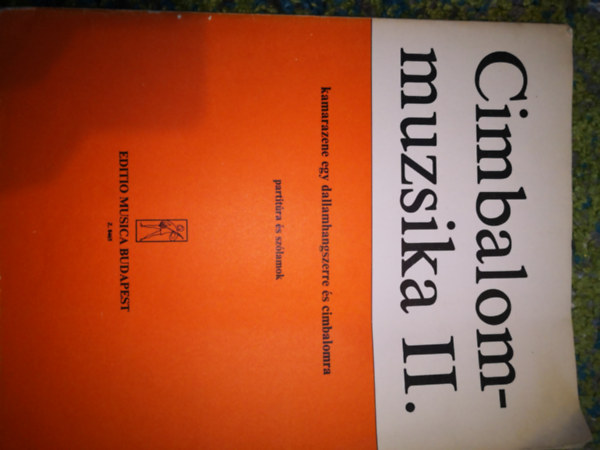 Cimbalom-
muzsika II.
kamarazene egy dallamhangszerre és cimbalomra
partitúra és szólamok
EDITIO MUSICA BUDAPEST